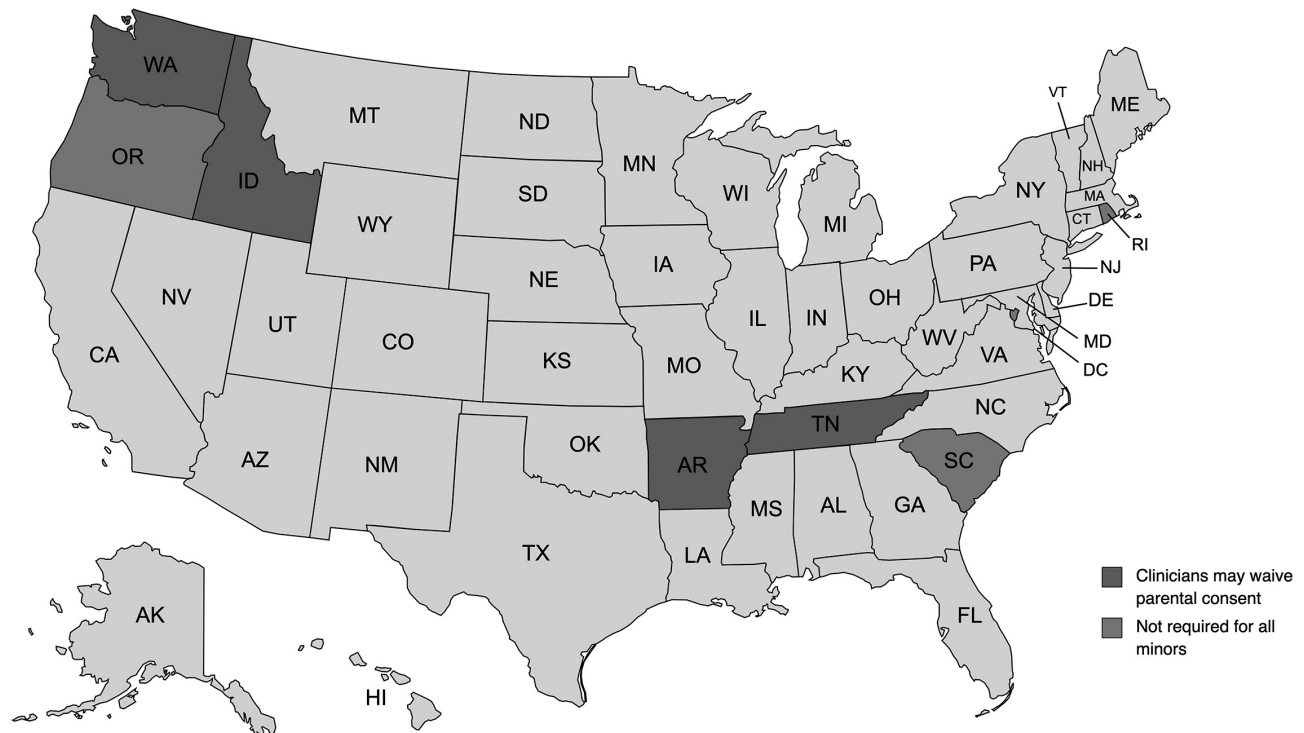 WA
MT
ND
MN
VT
ME
OR
ID
SD
WI
NH
NY
MA
WY
MI
CT
RI
IA
PA
NJ
NE
NV
OH
DE
UT
IL
IN
CO
WV
MD
CA
KS
MO
VA
DC
KY
NC
TN
OK
AZ
NM
AR
SC
MS
AL
GA
TX
LA
Clinicians may waive
parental consent
AK
FL
Not required for all
minors
HI